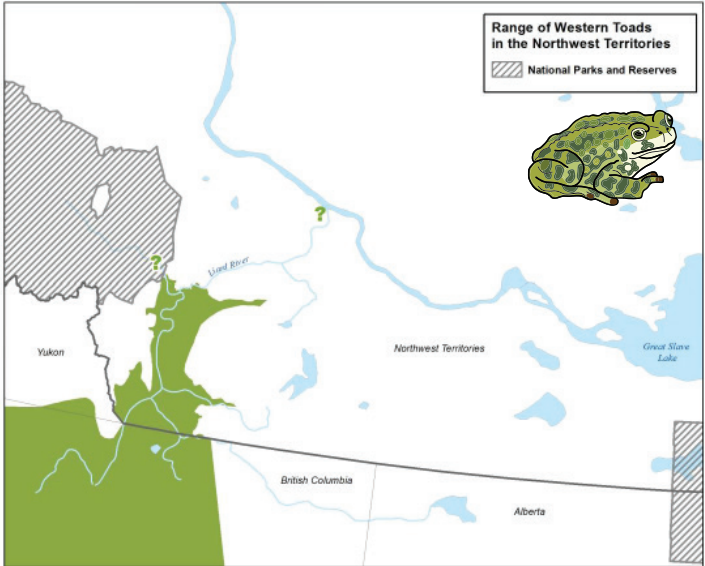 Range of Western Toads
in the Northwest Territories
National Parks and Reserves
?
?
Liard River
Yukon
Northwest Territories
Great Slave
Lake
British Columbia
Alberta